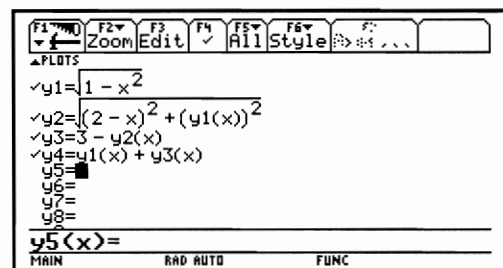 F1 F2 Zoom F3 Edit F4 ✓ F5 All F6 Style
▲PLOTS
✓y1=√(1 - x²)
✓y2=√((2 - x)² + (y1(x))²)
✓y3=3 - y2(x)
✓y4=y1(x) + y3(x)
y5=
y6=
y7=
y8=
y5(x)=
MAIN RAD AUTO FUNC